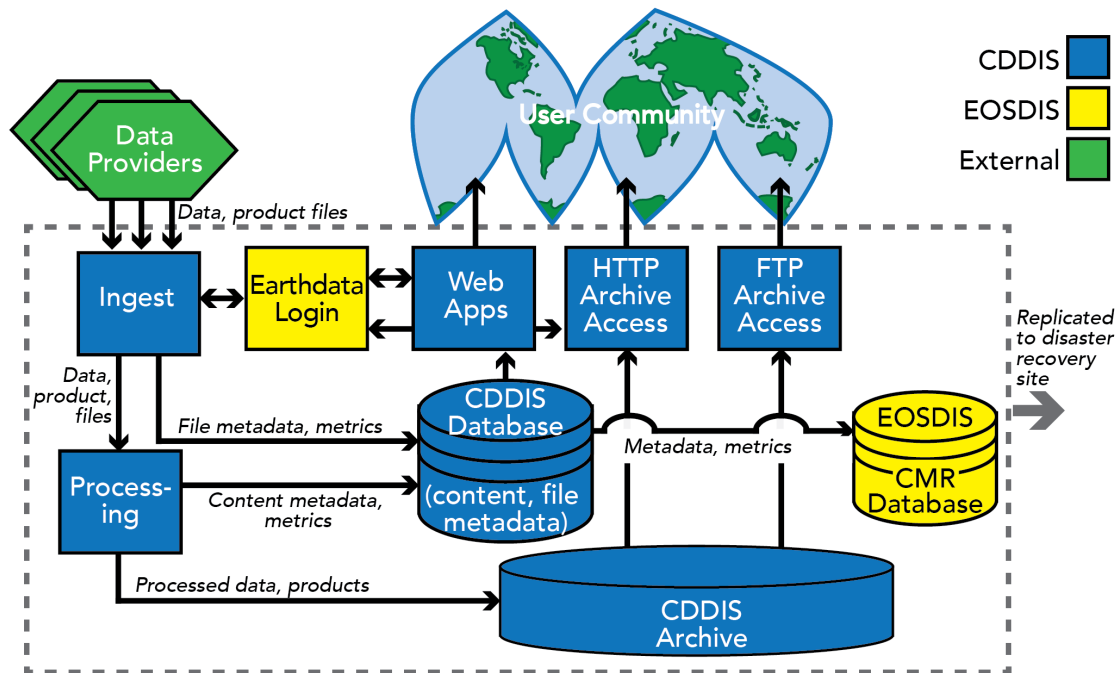 CDDIS
EOSDIS
External
Data
Providers
User Community
Data, product files
Ingest
Earthdata
Login
Web
Apps
HTTP
Archive
Access
FTP
Archive
Access
Replicated
to disaster
recovery
site
Data,
product,
files
File metadata, metrics
CDDIS
Database
(content, file
metadata)
Metadata, metrics
EOSDIS
CMR
Database
Process-
ing
Content metadata,
metrics
Processed data, products
CDDIS
Archive